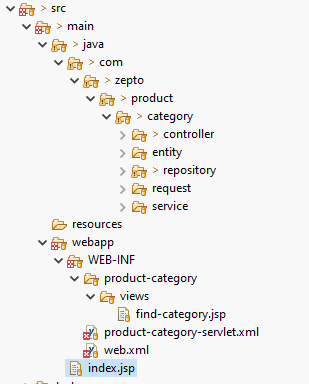 > src
> main
> java
> com
> zepto
> product
> category
> controller
entity
> repository
request
service
resources
webapp
WEB-INF
product-category
views
find-category.jsp
product-category-servlet.xml
web.xml
index.jsp